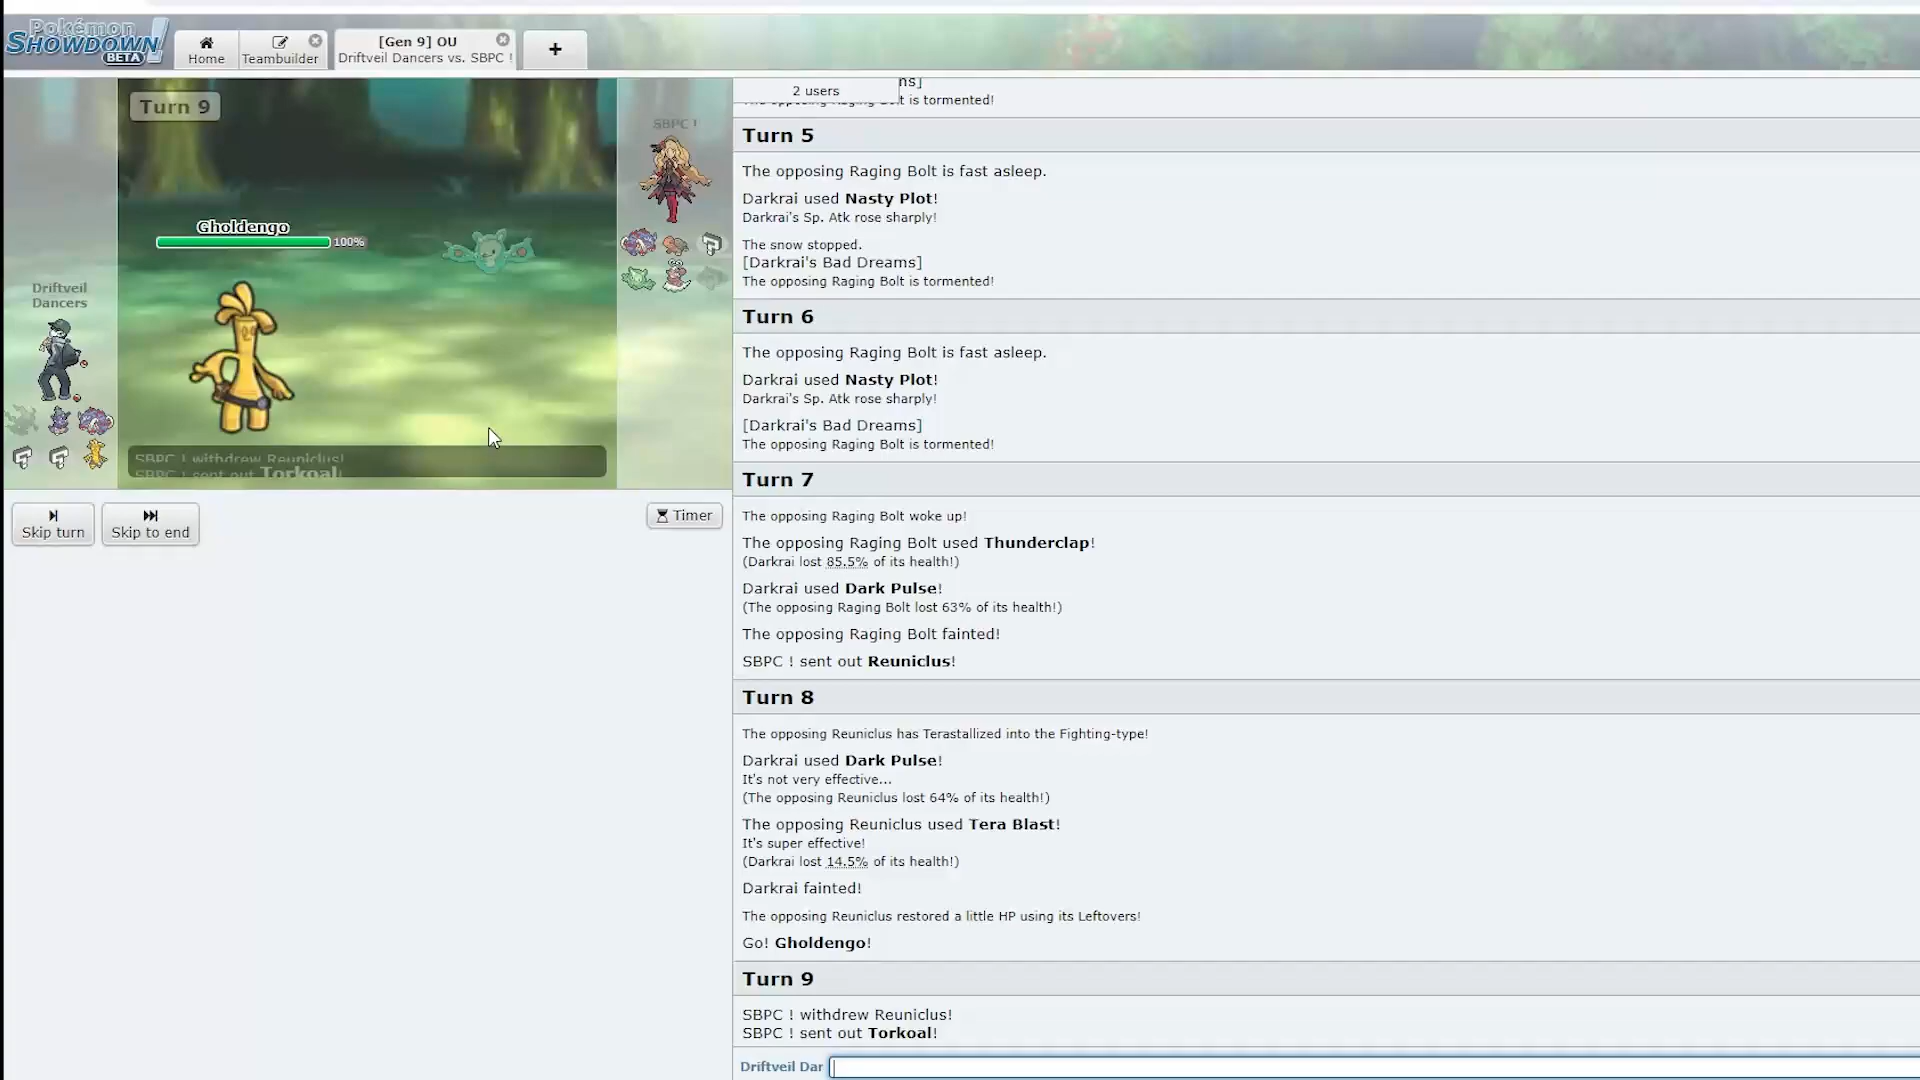 Pokémon
SHOWDOWN!
BETA
Home
Teambuilder
[Gen 9] OU
Driftveil Dancers vs. SBPC !
+
Turn 9
SBPC !
Gholdengo
100%
Driftveil
Dancers
SBPC ! withdrew Reuniclus!
SBPC ! sent out Torkoal!
Skip turn
Skip to end
Timer
2 users
ns]
is tormented!
Turn 5
The opposing Raging Bolt is fast asleep.
Darkrai used Nasty Plot!
Darkrai's Sp. Atk rose sharply!
The snow stopped.
[Darkrai's Bad Dreams]
The opposing Raging Bolt is tormented!
Turn 6
The opposing Raging Bolt is fast asleep.
Darkrai used Nasty Plot!
Darkrai's Sp. Atk rose sharply!
[Darkrai's Bad Dreams]
The opposing Raging Bolt is tormented!
Turn 7
The opposing Raging Bolt woke up!
The opposing Raging Bolt used Thunderclap!
(Darkrai lost 85.5% of its health!)
Darkrai used Dark Pulse!
(The opposing Raging Bolt lost 63% of its health!)
The opposing Raging Bolt fainted!
SBPC ! sent out Reuniclus!
Turn 8
The opposing Reuniclus has Terastallized into the Fighting-type!
Darkrai used Dark Pulse!
It's not very effective...
(The opposing Reuniclus lost 64% of its health!)
The opposing Reuniclus used Tera Blast!
It's super effective!
(Darkrai lost 14.5% of its health!)
Darkrai fainted!
The opposing Reuniclus restored a little HP using its Leftovers!
Go! Gholdengo!
Turn 9
SBPC ! withdrew Reuniclus!
SBPC ! sent out Torkoal!
Driftveil Dar